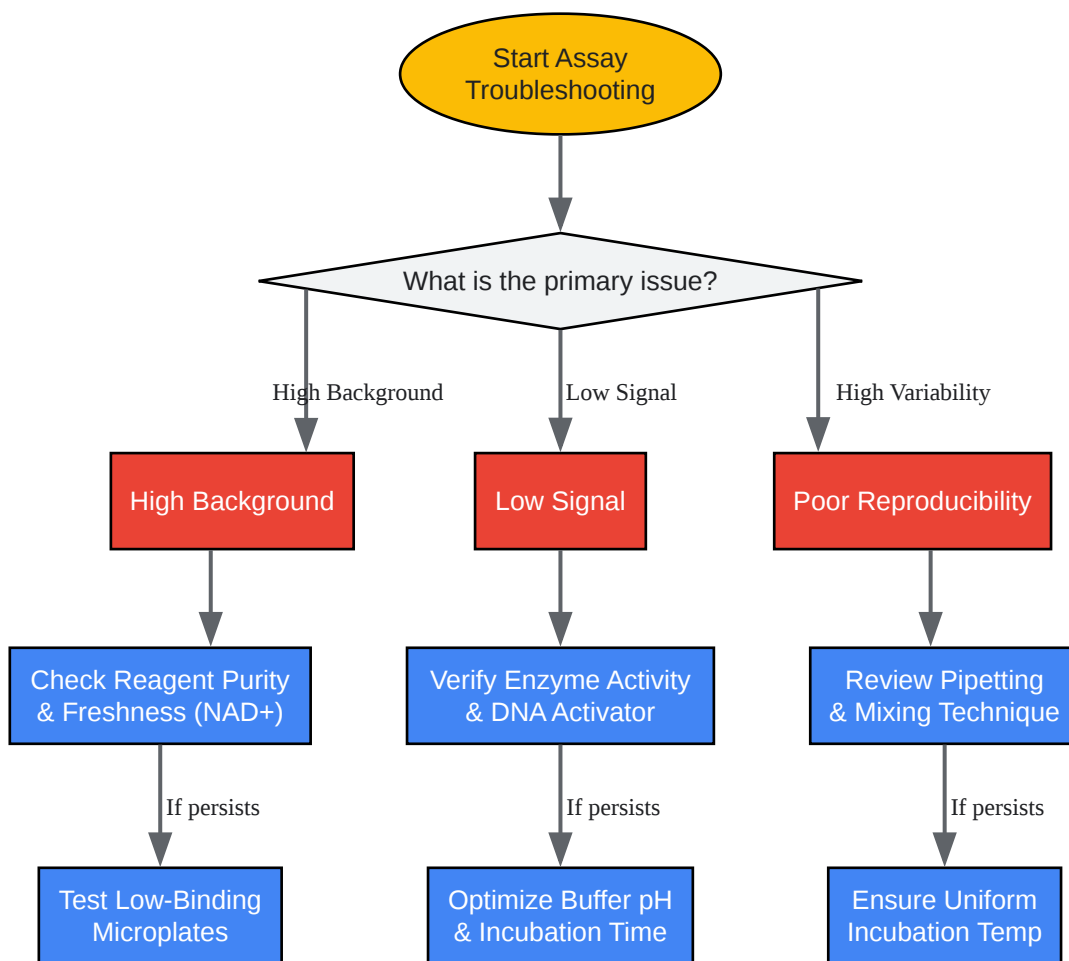 Start Assay
Troubleshooting
What is the primary issue?
High Background
Low Signal
High Variability
High Background
Low Signal
Poor Reproducibility
Check Reagent Purity
& Freshness (NAD+)
Verify Enzyme Activity
& DNA Activator
Review Pipetting
& Mixing Technique
If persists
If persists
If persists
Test Low-Binding
Microplates
Optimize Buffer pH
& Incubation Time
Ensure Uniform
Incubation Temp